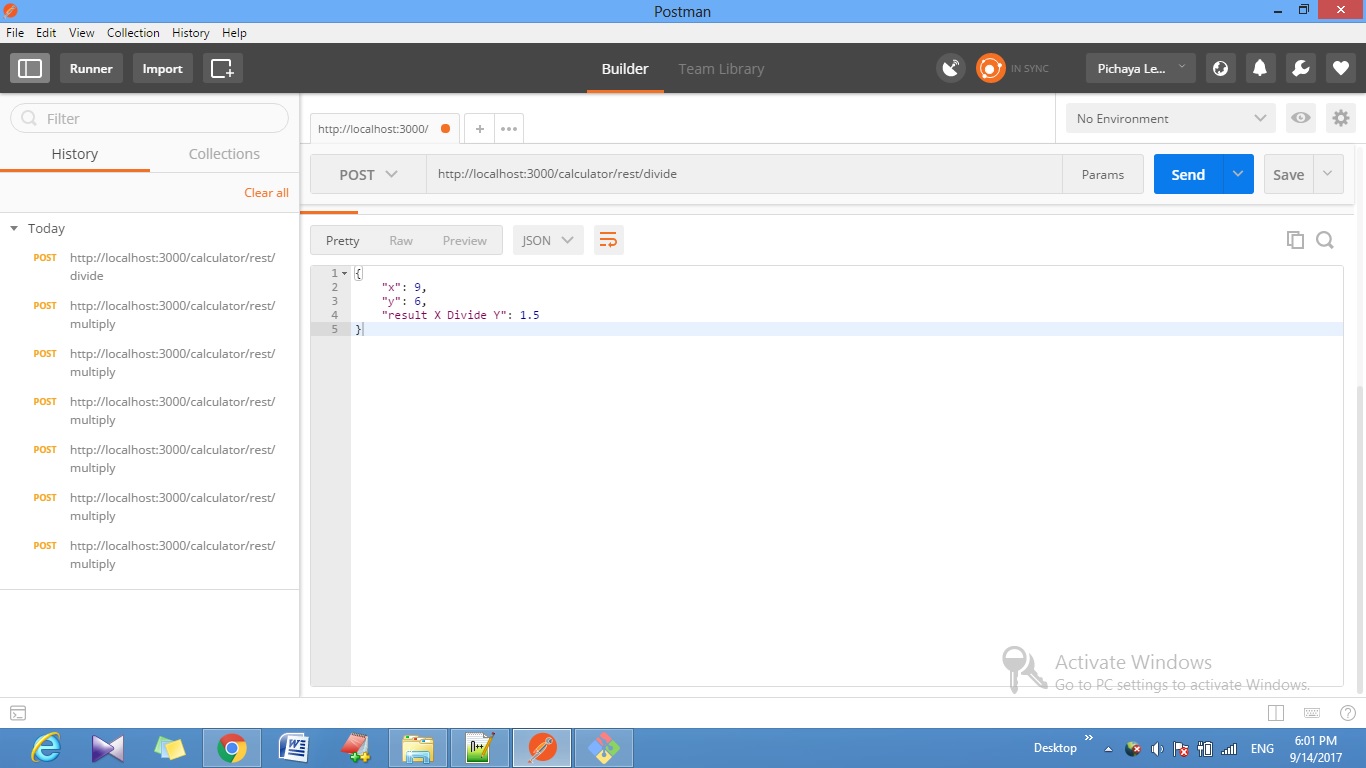 Postman
File Edit View Collection History Help
Runner Import Builder Team Library IN SYNC Pichaya Le...
Filter
History Collections
Clear all
Today
POST http://localhost:3000/calculator/rest/
divide
POST http://localhost:3000/calculator/rest/
multiply
POST http://localhost:3000/calculator/rest/
multiply
POST http://localhost:3000/calculator/rest/
multiply
POST http://localhost:3000/calculator/rest/
multiply
POST http://localhost:3000/calculator/rest/
multiply
POST http://localhost:3000/calculator/rest/
multiply
http://localhost:3000/ + •••
No Environment
POST http://localhost:3000/calculator/rest/divide Params Send Save
Pretty Raw Preview JSON
1 {
2 "x": 9,
3 "y": 6,
4 "result X Divide Y": 1.5
5 }
Activate Windows
Go to PC settings to activate Windows.
Desktop ENG 6:01 PM
9/14/2017